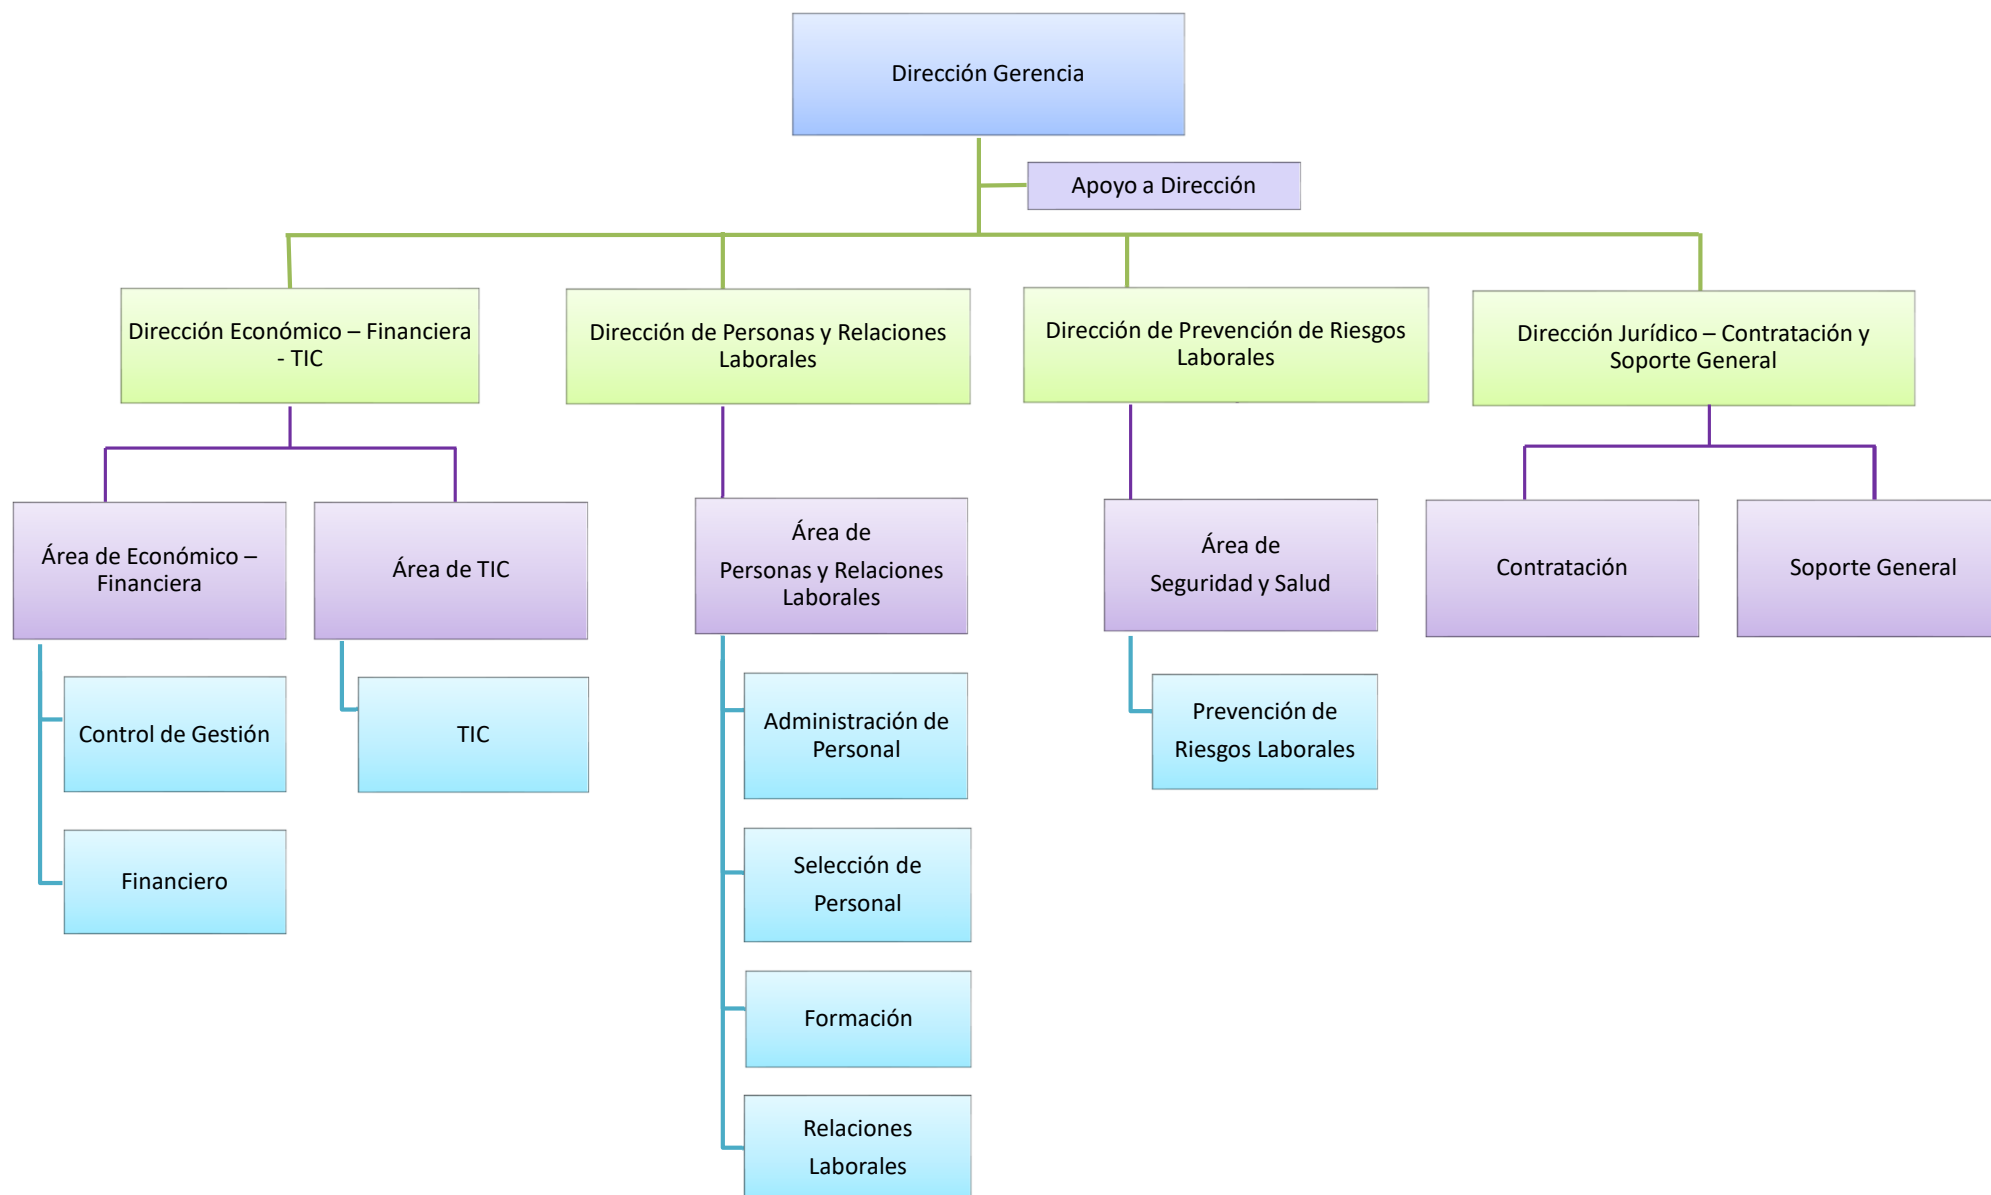 Dirección Gerencia
Apoyo a Dirección
Dirección Económico – Financiera
- TIC
Dirección de Personas y Relaciones
Laborales
Dirección de Prevención de Riesgos
Laborales
Dirección Jurídico – Contratación y
Soporte General
Área de Económico –
Financiera
Área de TIC
Área de
Personas y Relaciones
Laborales
Área de
Seguridad y Salud
Contratación
Soporte General
Control de Gestión
TIC
Administración de
Personal
Prevención de
Riesgos Laborales
Financiero
Selección de
Personal
Formación
Relaciones
Laborales